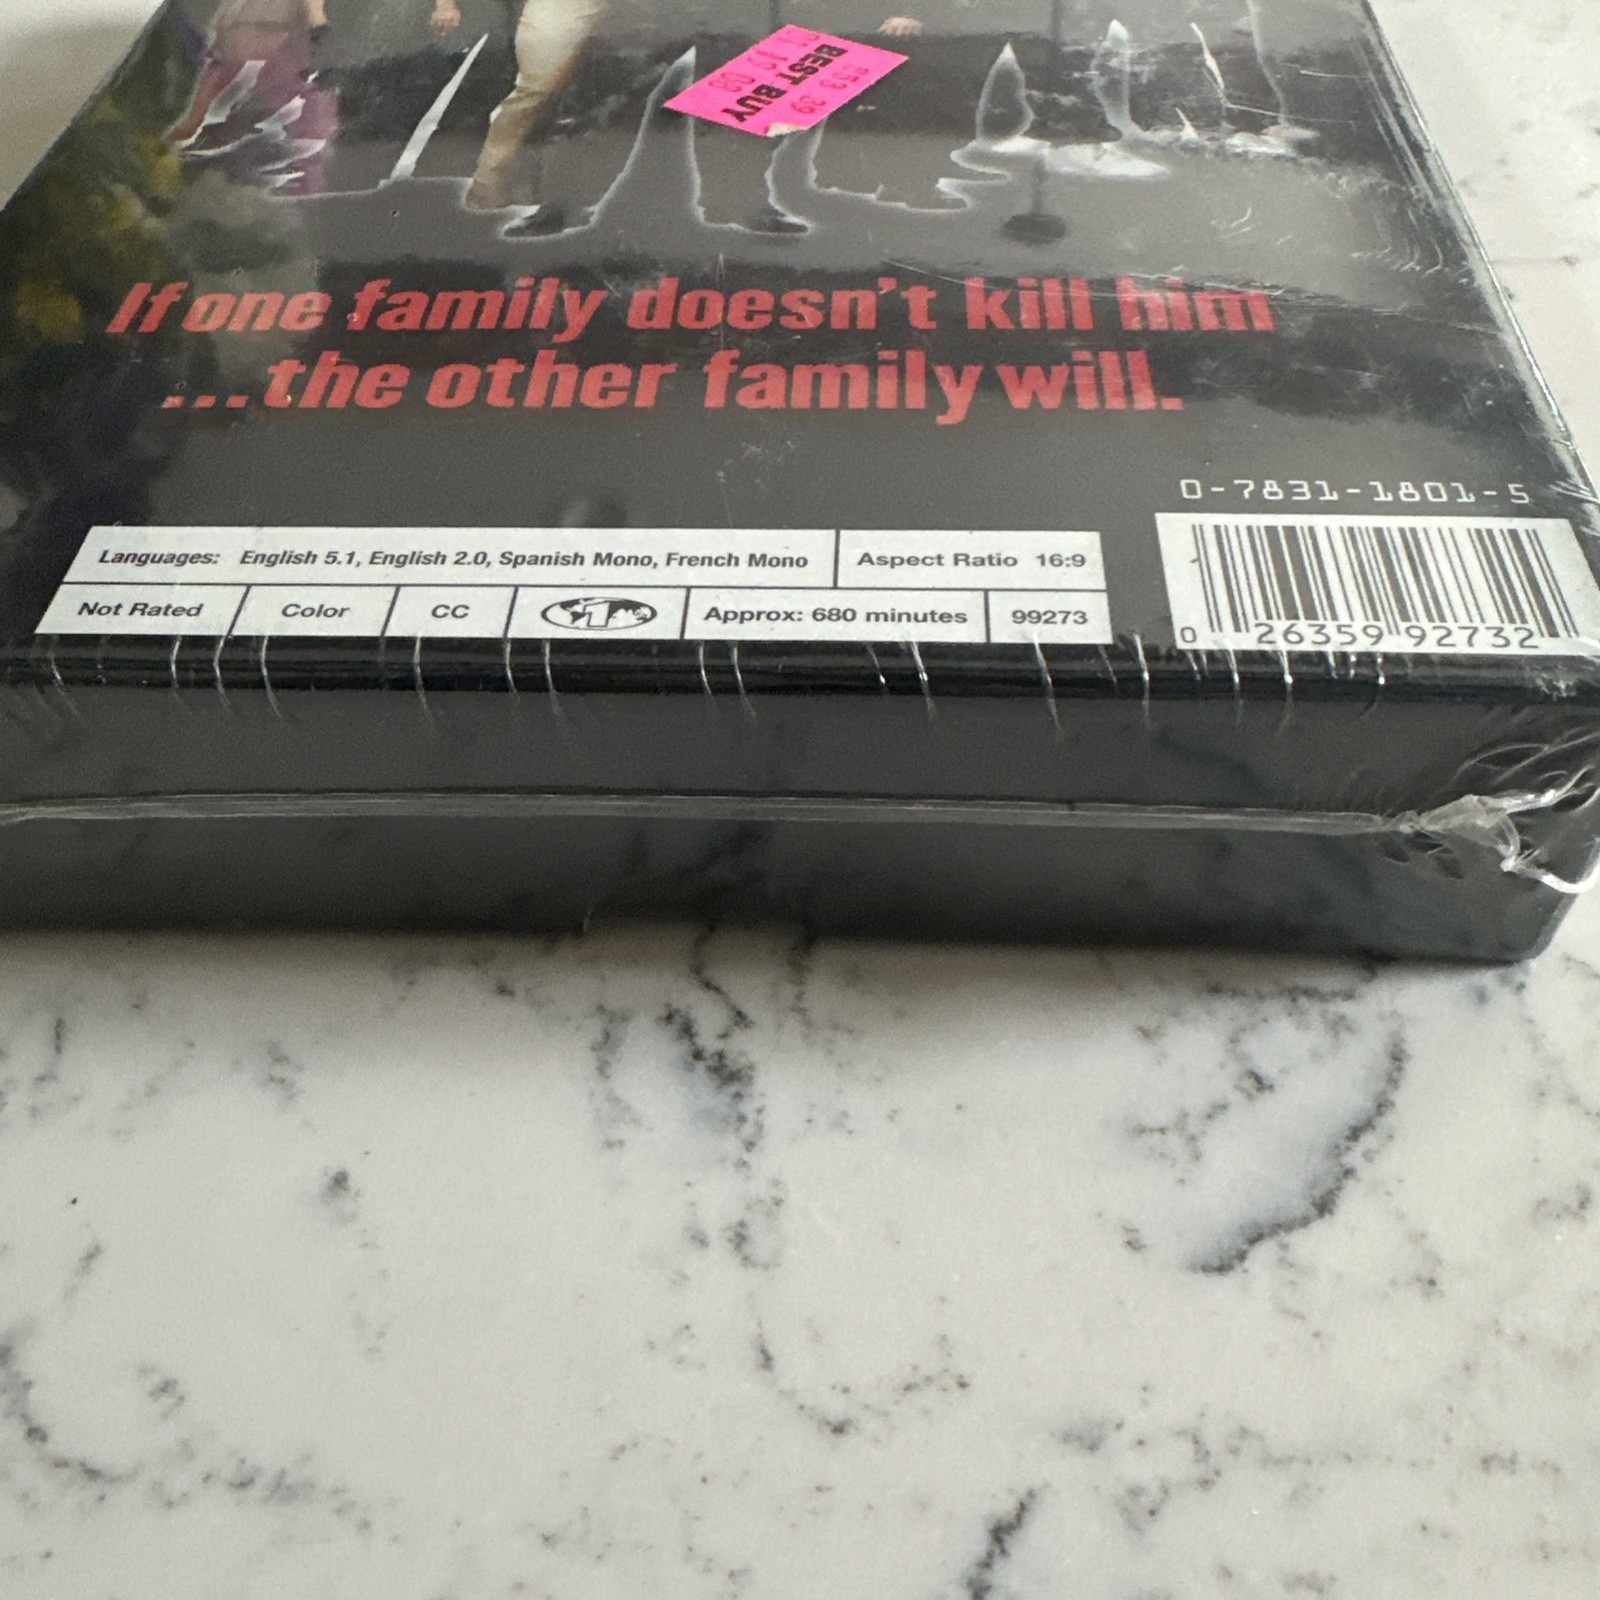 BEST BUY
If one family doesn't kill him
...the other family will.
0-7831-1801-5
Languages: English 5.1, English 2.0, Spanish Mono, French Mono
Aspect Ratio 16:9
Not Rated
Color
CC
1
Approx: 680 minutes
99273
0 26359 92732